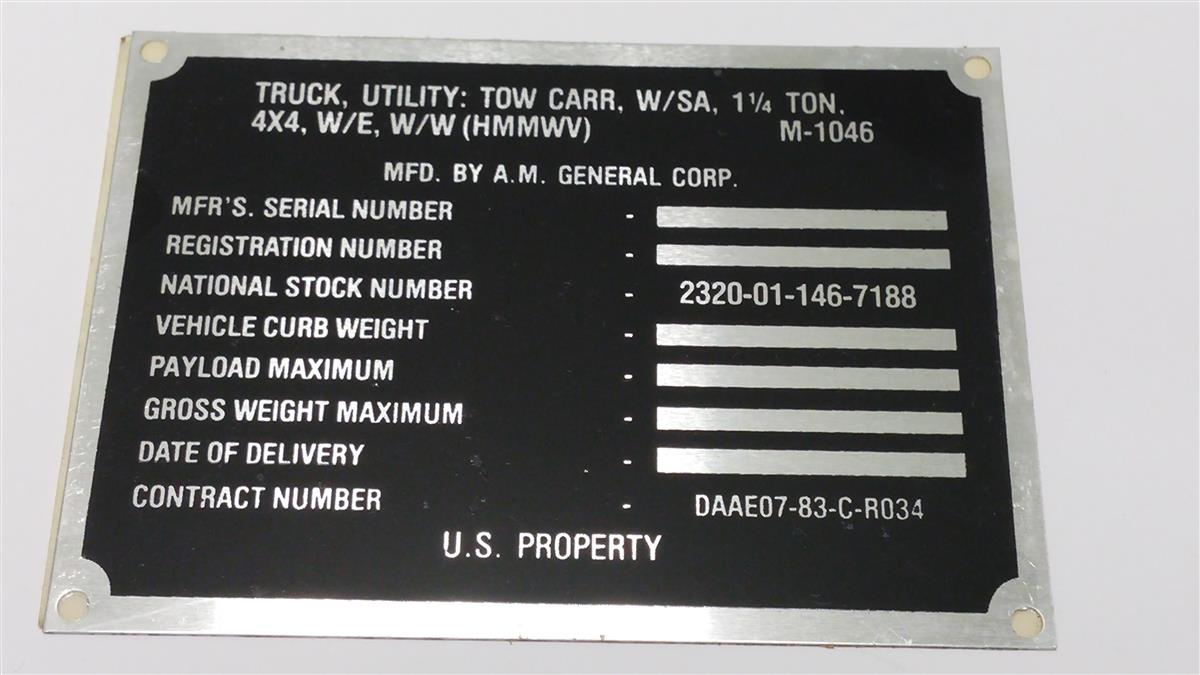 TRUCK, UTILITY: TOW CARR, W/SA, 1 1/4 TON,
4X4, W/E, W/W (HMMWV) M-1046
MFD. BY A.M. GENERAL CORP.
MFR'S. SERIAL NUMBER -
REGISTRATION NUMBER -
NATIONAL STOCK NUMBER - 2320-01-146-7188
VEHICLE CURB WEIGHT -
PAYLOAD MAXIMUM -
GROSS WEIGHT MAXIMUM -
DATE OF DELIVERY -
CONTRACT NUMBER - DAAE07-83-C-R034
U.S. PROPERTY